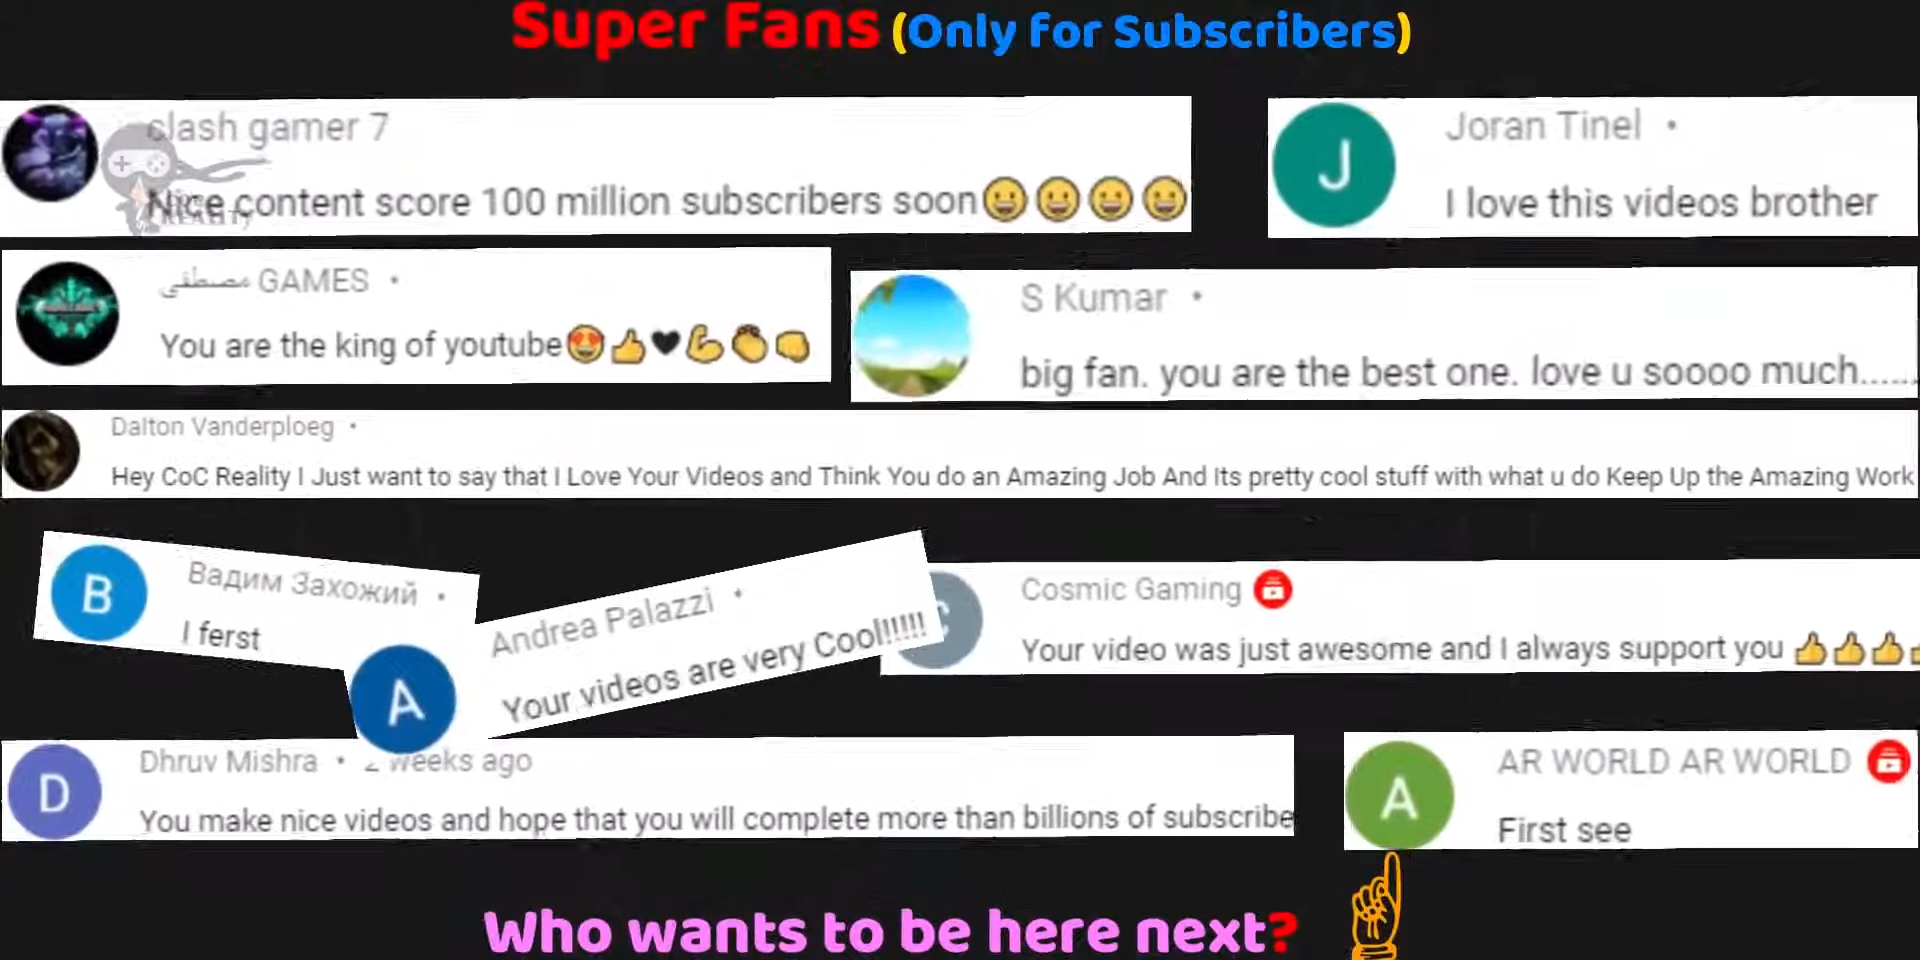 Super Fans (Only for Subscribers)
clash gamer 7
Nice content score 100 million subscribers soon😀😀😀😀
REALITY
Joran Tinel •
I love this videos brother
مصطفى GAMES •
You are the king of youtube😍👍🖤💪👏👊
S Kumar •
big fan. you are the best one. love u soooo much......
Dalton Vanderploeg •
Hey CoC Reality I Just want to say that I Love Your Videos and Think You do an Amazing Job And Its pretty cool stuff with what u do Keep Up the Amazing Work
B
Вадим Захожий •
I ferst
A
Andrea Palazzi •
Your videos are very Cool!!!!!
Cosmic Gaming
Your video was just awesome and I always support you 👍👍👍👍
D
Dhruv Mishra • 2 weeks ago
You make nice videos and hope that you will complete more than billions of subscribe
A
AR WORLD AR WORLD
First see
Who wants to be here next?
J